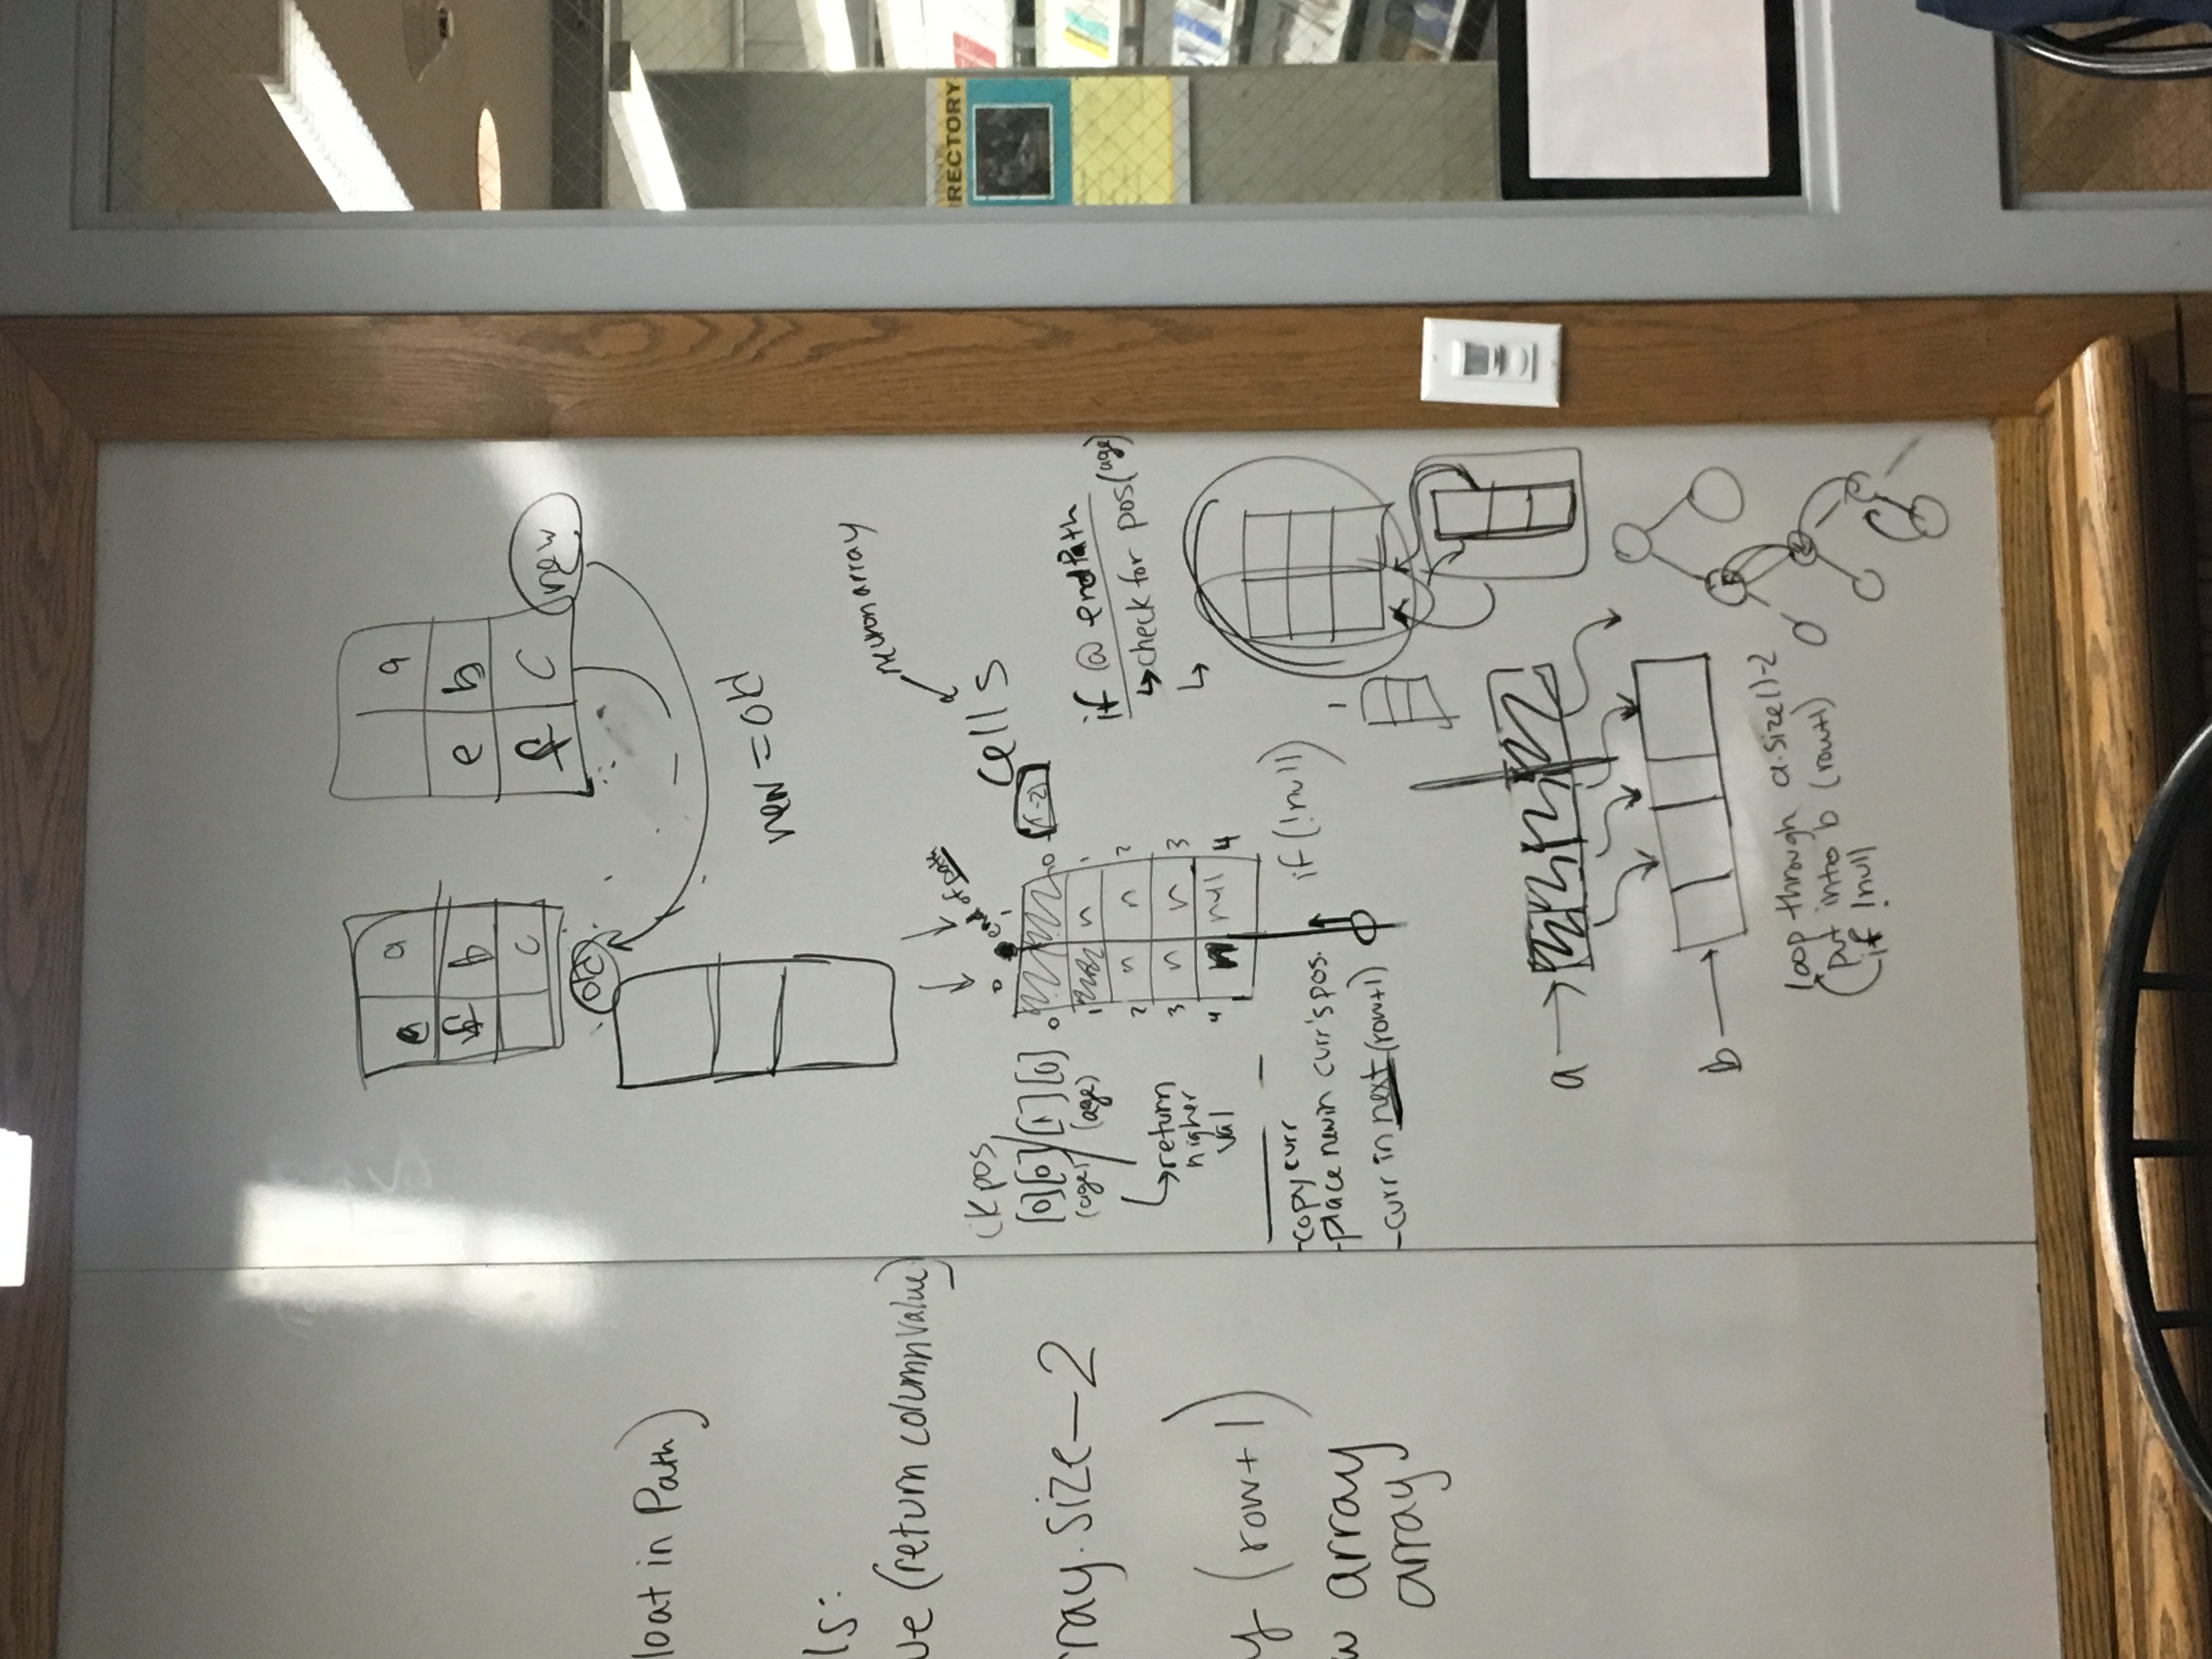 loat in Path)
ls:
ue (return columnvalue)
rray.size-2
y (row+1)
w array
array
a
b
c
old
a
e b
f c
new
new = old
neuron array
cells
end of path
ck pos
[0][0] / [1][0]
(age) (age)
return
higher
val
0 1
0 0 (-2)
1 n 1
2 n n 2
3 n n 3
4 n null 4
if @ endPath
check for pos(age)
-copy curr
-place new in curr's pos.
-curr in next (row+1)
if (!null)
1
a
b
loop through a.size()-2
put into b (row+1)
if !null
RECTORY